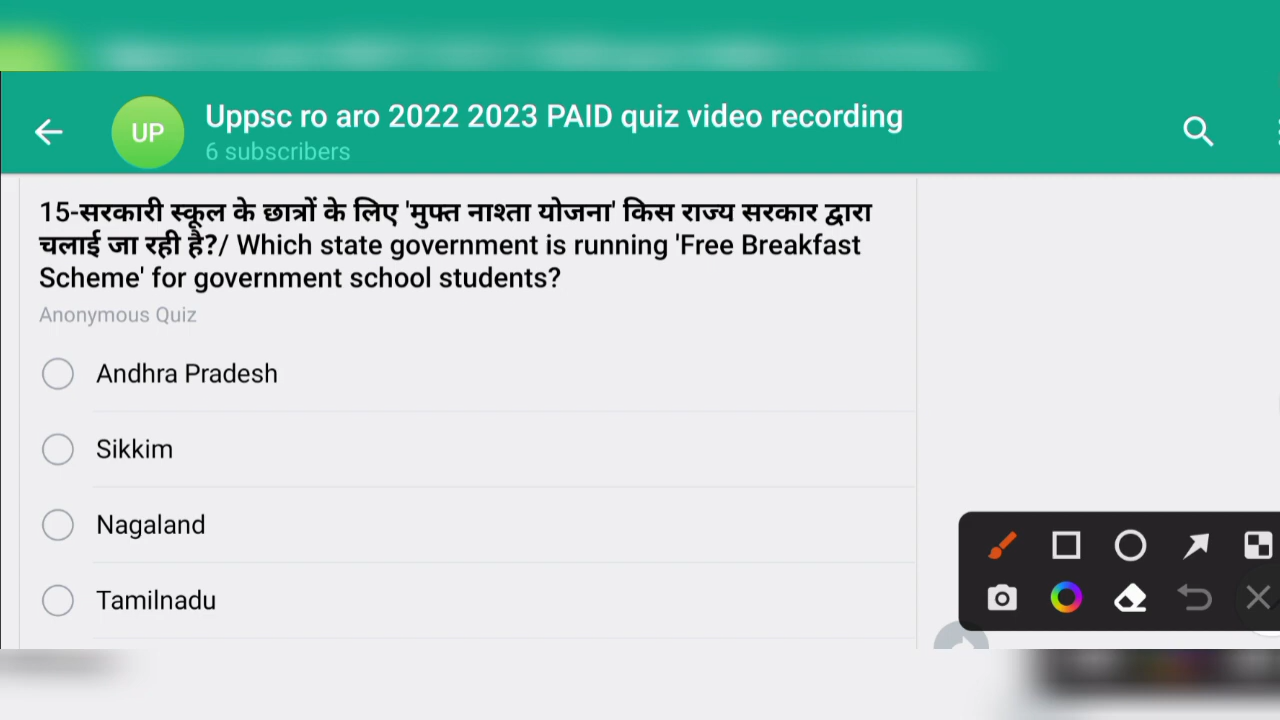 UP
Uppsc ro aro 2022 2023 PAID quiz video recording
6 subscribers
15-सरकारी स्कूल के छात्रों के लिए 'मुफ्त नाश्ता योजना' किस राज्य सरकार द्वारा
चलाई जा रही है?/ Which state government is running 'Free Breakfast
Scheme' for government school students?
Anonymous Quiz
Andhra Pradesh
Sikkim
Nagaland
Tamilnadu